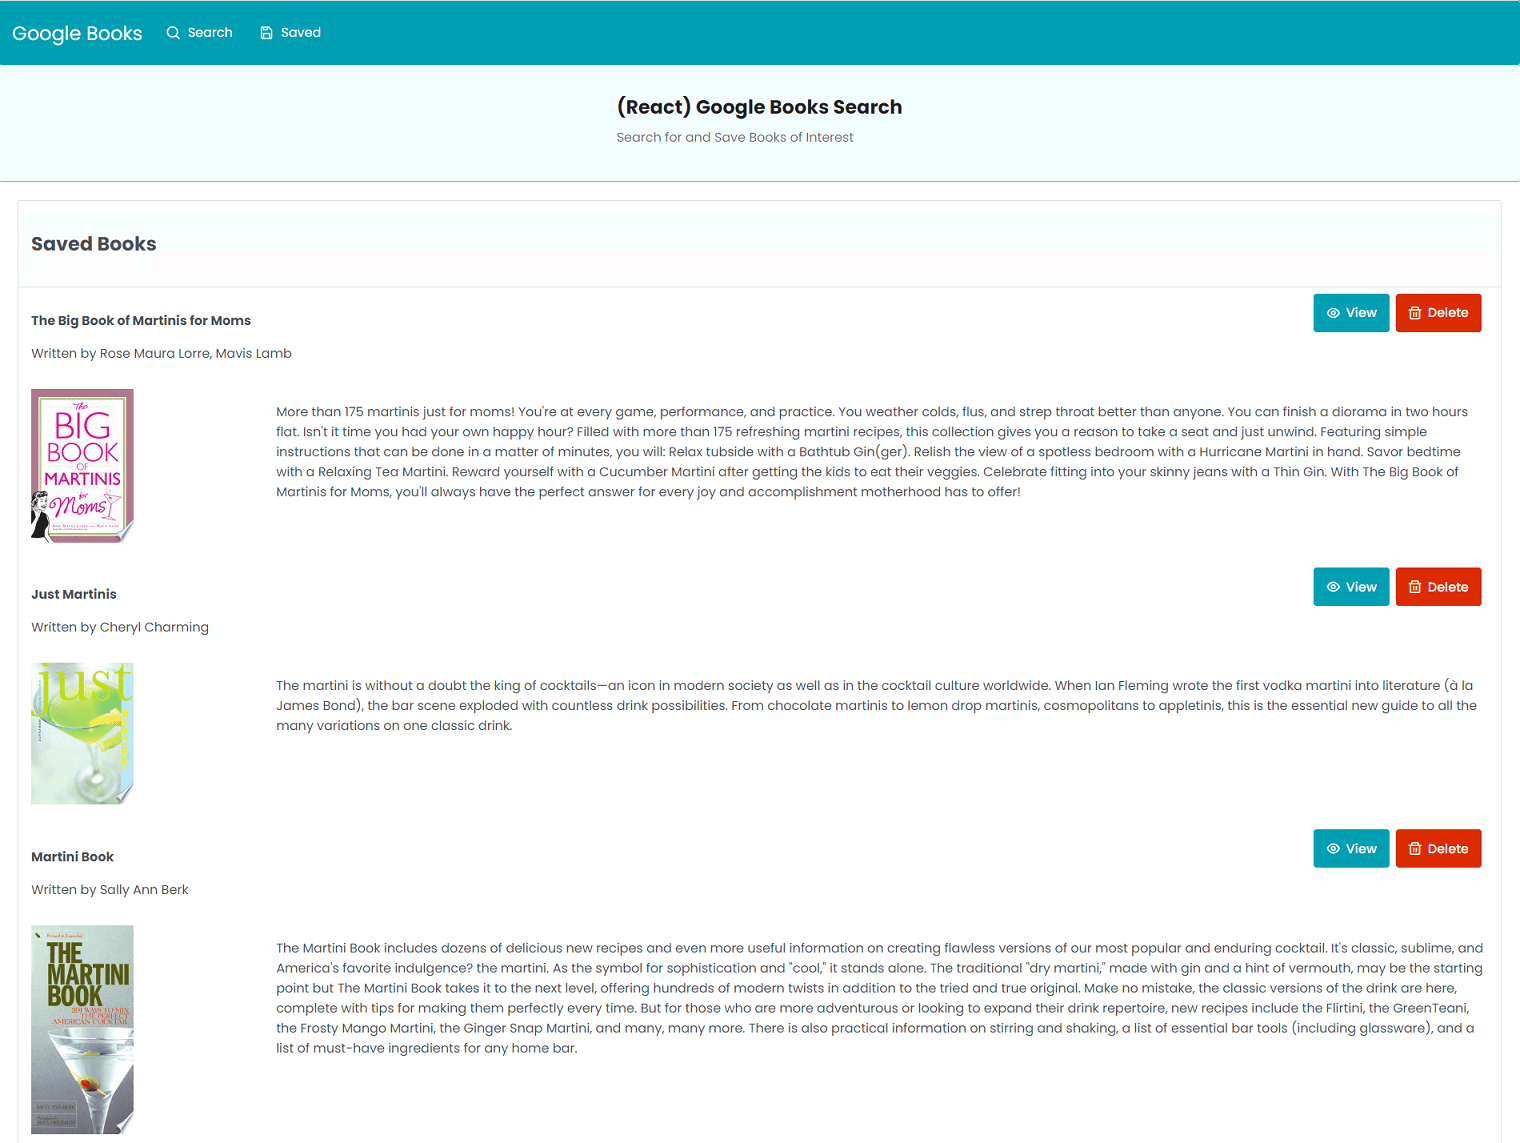 Google Books
Search
Saved
(React) Google Books Search
Search for and Save Books of Interest
Saved Books
The Big Book of Martinis for Moms
View
Delete
Written by Rose Maura Lorre, Mavis Lamb
The
BIG
BOOK
OF
MARTINIS
for
Moms
More than 175 martinis just for moms! You're at every game, performance, and practice. You weather colds, flus, and strep throat better than anyone. You can finish a diorama in two hours
flat. Isn't it time you had your own happy hour? Filled with more than 175 refreshing martini recipes, this collection gives you a reason to take a seat and just unwind. Featuring simple
instructions that can be done in a matter of minutes, you will: Relax tubside with a Bathtub Gin(ger). Relish the view of a spotless bedroom with a Hurricane Martini in hand. Savor bedtime
with a Relaxing Tea Martini. Reward yourself with a Cucumber Martini after getting the kids to eat their veggies. Celebrate fitting into your skinny jeans with a Thin Gin. With The Big Book of
Martinis for Moms, you'll always have the perfect answer for every joy and accomplishment motherhood has to offer!
Just Martinis
View
Delete
Written by Cheryl Charming
just
The martini is without a doubt the king of cocktails—an icon in modern society as well as in the cocktail culture worldwide. When Ian Fleming wrote the first vodka martini into literature (à la
James Bond), the bar scene exploded with countless drink possibilities. From chocolate martinis to lemon drop martinis, cosmopolitans to appletinis, this is the essential new guide to all the
many variations on one classic drink.
Martini Book
View
Delete
Written by Sally Ann Berk
THE
MARTINI
BOOK
201 WAYS TO MIX
THE PERFECT
AMERICAN COCKTAIL
SALLY ANN BERK
The Martini Book includes dozens of delicious new recipes and even more useful information on creating flawless versions of our most popular and enduring cocktail. It's classic, sublime, and
America's favorite indulgence? the martini. As the symbol for sophistication and "cool," it stands alone. The traditional "dry martini," made with gin and a hint of vermouth, may be the starting
point but The Martini Book takes it to the next level, offering hundreds of modern twists in addition to the tried and true original. Make no mistake, the classic versions of the drink are here,
complete with tips for making them perfectly every time. But for those who are more adventurous or looking to expand their drink repertoire, new recipes include the Flirtini, the GreenTeani,
the Frosty Mango Martini, the Ginger Snap Martini, and many, many more. There is also practical information on stirring and shaking, a list of essential bar tools (including glassware), and a
list of must-have ingredients for any home bar.